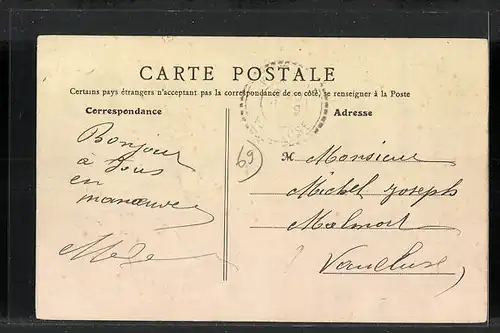 CARTE POSTALE
Certains pays étrangers n'acceptant pas la correspondance de ce côté, se renseigner à la Poste
Correspondance
Adresse
Bonjour
à tous
en
manœuvre
69
M Monsieur
Michel Joseph
Malmort
Vaucluse